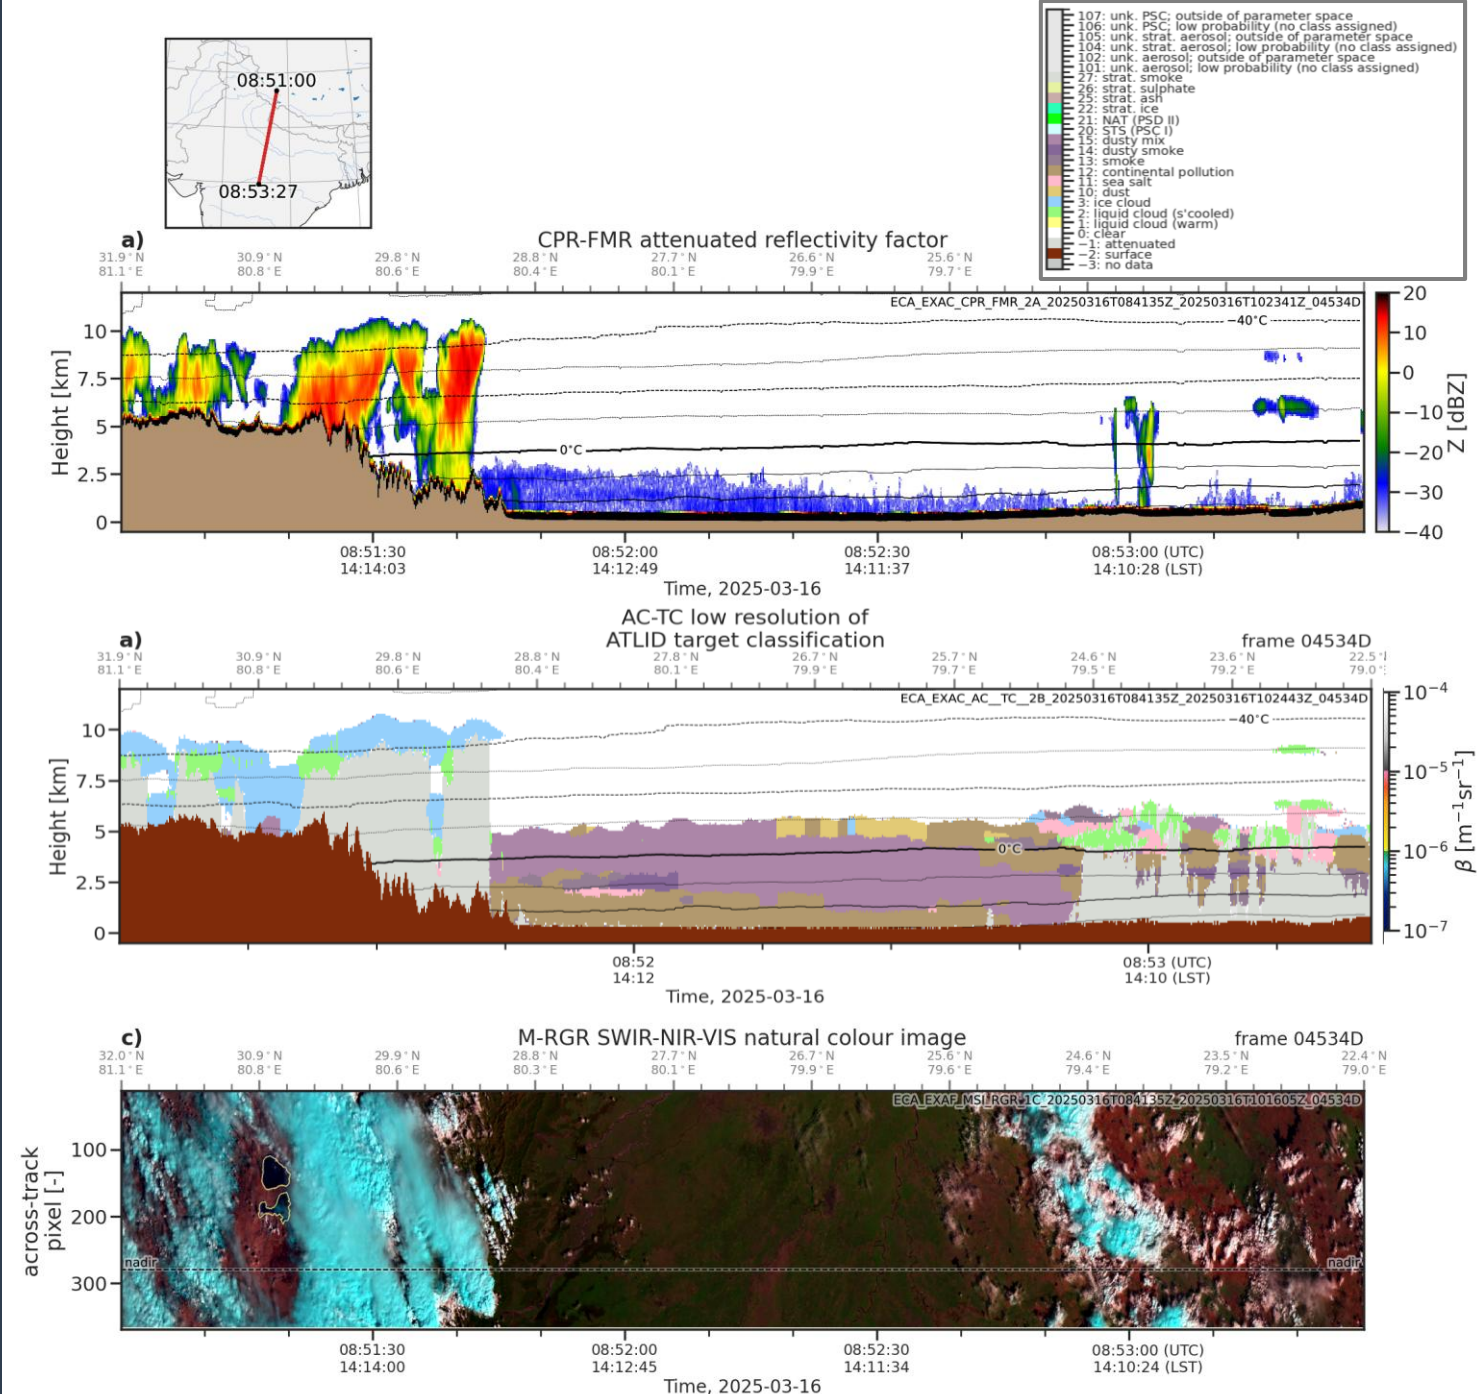 107: unk. PSC; outside of parameter space
106: unk. PSC; low probability (no class assigned)
105: unk. strat. aerosol; outside of parameter space
104: unk. strat. aerosol; low probability (no class assigned)
102: unk. aerosol; outside of parameter space
101: unk. aerosol; low probability (no class assigned)
27: strat. smoke
26: strat. sulphate
25: strat. ash
22: strat. ice
21: NAT (PSD II)
20: STS (PSC I)
15: dusty mix
14: dusty smoke
13: smoke
12: continental pollution
11: sea salt
10: dust
3: ice cloud
2: liquid cloud (s'cooled)
1: liquid cloud (warm)
0: clear
−1: attenuated
−2: surface
−3: no data
08:51:00
08:53:27
a) CPR-FMR attenuated reflectivity factor
31.9°N 30.9°N 29.8°N 28.8°N 27.7°N 26.6°N 25.6°N
81.1°E 80.8°E 80.6°E 80.4°E 80.1°E 79.9°E 79.7°E
ECA_EXAC_CPR_FMR_2A_20250316T084135Z_20250316T102341Z_04534D
−40°C
0°C
Height [km]
10
7.5
5
2.5
0
20
10
0
−10
−20
−30
−40
Z [dBZ]
08:51:30 08:52:00 08:52:30 08:53:00 (UTC)
14:14:03 14:12:49 14:11:37 14:10:28 (LST)
Time, 2025-03-16
AC-TC low resolution of
a) ATLID target classification frame 04534D
31.9°N 30.9°N 29.8°N 28.8°N 27.8°N 26.7°N 25.7°N 24.6°N 23.6°N 22.5°
81.1°E 80.8°E 80.6°E 80.4°E 80.1°E 79.9°E 79.7°E 79.5°E 79.2°E 79.0°
ECA_EXAC_AC__TC__2B_20250316T084135Z_20250316T102443Z_04534D
−40°C
0°C
Height [km]
10
7.5
5
2.5
0
10⁻⁴
10⁻⁵
10⁻⁶
10⁻⁷
β [m⁻¹sr⁻¹]
08:52 08:53 (UTC)
14:12 14:10 (LST)
Time, 2025-03-16
c) M-RGR SWIR-NIR-VIS natural colour image frame 04534D
32.0°N 30.9°N 29.9°N 28.8°N 27.7°N 26.7°N 25.6°N 24.6°N 23.5°N 22.4°N
81.1°E 80.8°E 80.6°E 80.3°E 80.1°E 79.9°E 79.6°E 79.4°E 79.2°E 79.0°E
ECA_EXAF_MSI_RGR_1C_20250316T084135Z_20250316T101605Z_04534D
across-track
pixel [-]
100
200
300
nadir nadir
08:51:30 08:52:00 08:52:30 08:53:00 (UTC)
14:14:00 14:12:45 14:11:34 14:10:24 (LST)
Time, 2025-03-16